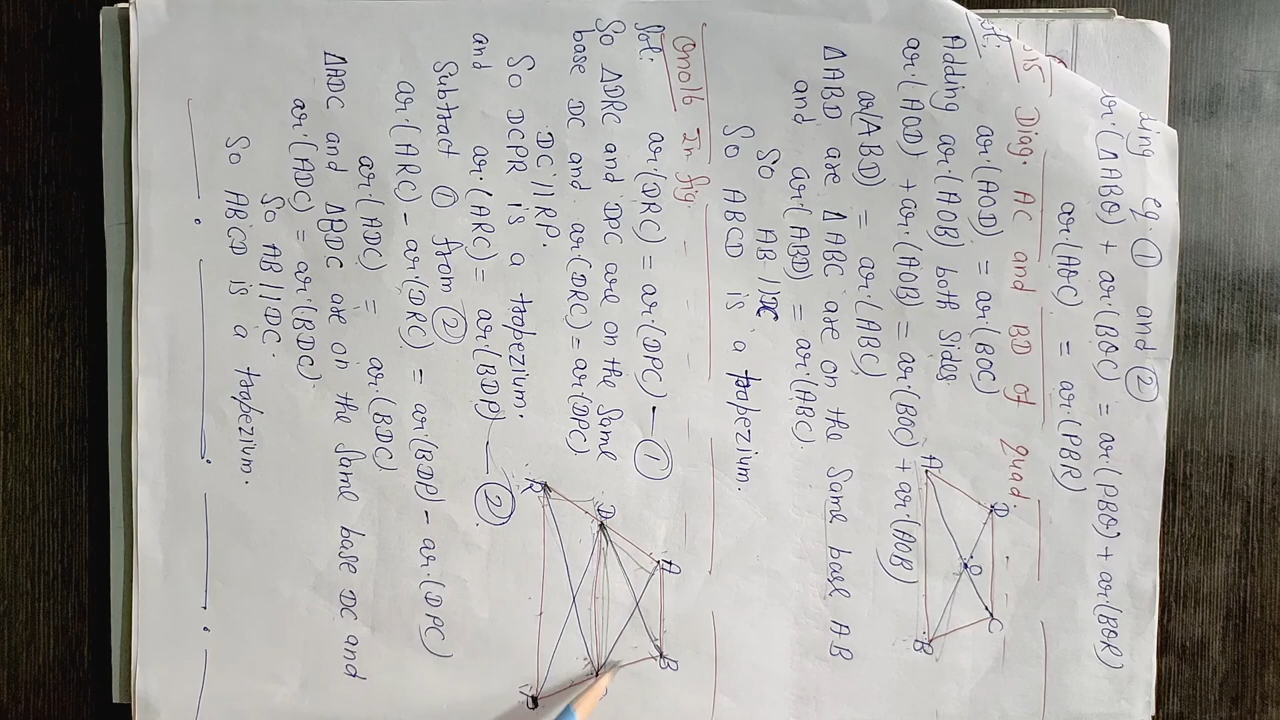 ding eq. ① and ②
ar.(ΔABQ) + ar.(BQC) = ar.(PBQ) + ar.(BQR)
ar.(AQC) = ar.(PBR)
15 Diag. AC and BD of quad. - -
ar.(AOD) = ar.(BOC)
Adding ar.(AOB) both sides
ar.(AOD) + ar.(AOB) = ar.(BOC) + ar.(AOB)
ar(ABD) = ar.(ABC)
ΔABD are ΔABC are on the same base AB
and ar(ABD) = ar.(ABC).
So AB//DC
So ABCD is a trapezium.
D
C
O
A
B
Qno16 In fig. - - - - -
Sol: ar.(DRC) = ar.(DPC) — ①
So ΔDRC and DPC are on the same
base DC and ar.(DRC) = ar(DPC)
DC//RP.
So DCPR is a trapezium.
and ar.(ARC) = ar.(BDP) — ②.
Subtract ① from ②
ar.(ARC) - ar.(DRC) = ar.(BDP) - ar.(DPC)
ar(ADC) = ar.(BDC)
ΔADC and ΔBDC are on the same base DC and
ar.(ADC) = ar.(BDC).
So AB//DC.
So ABCD is a trapezium.
A
B
D
R